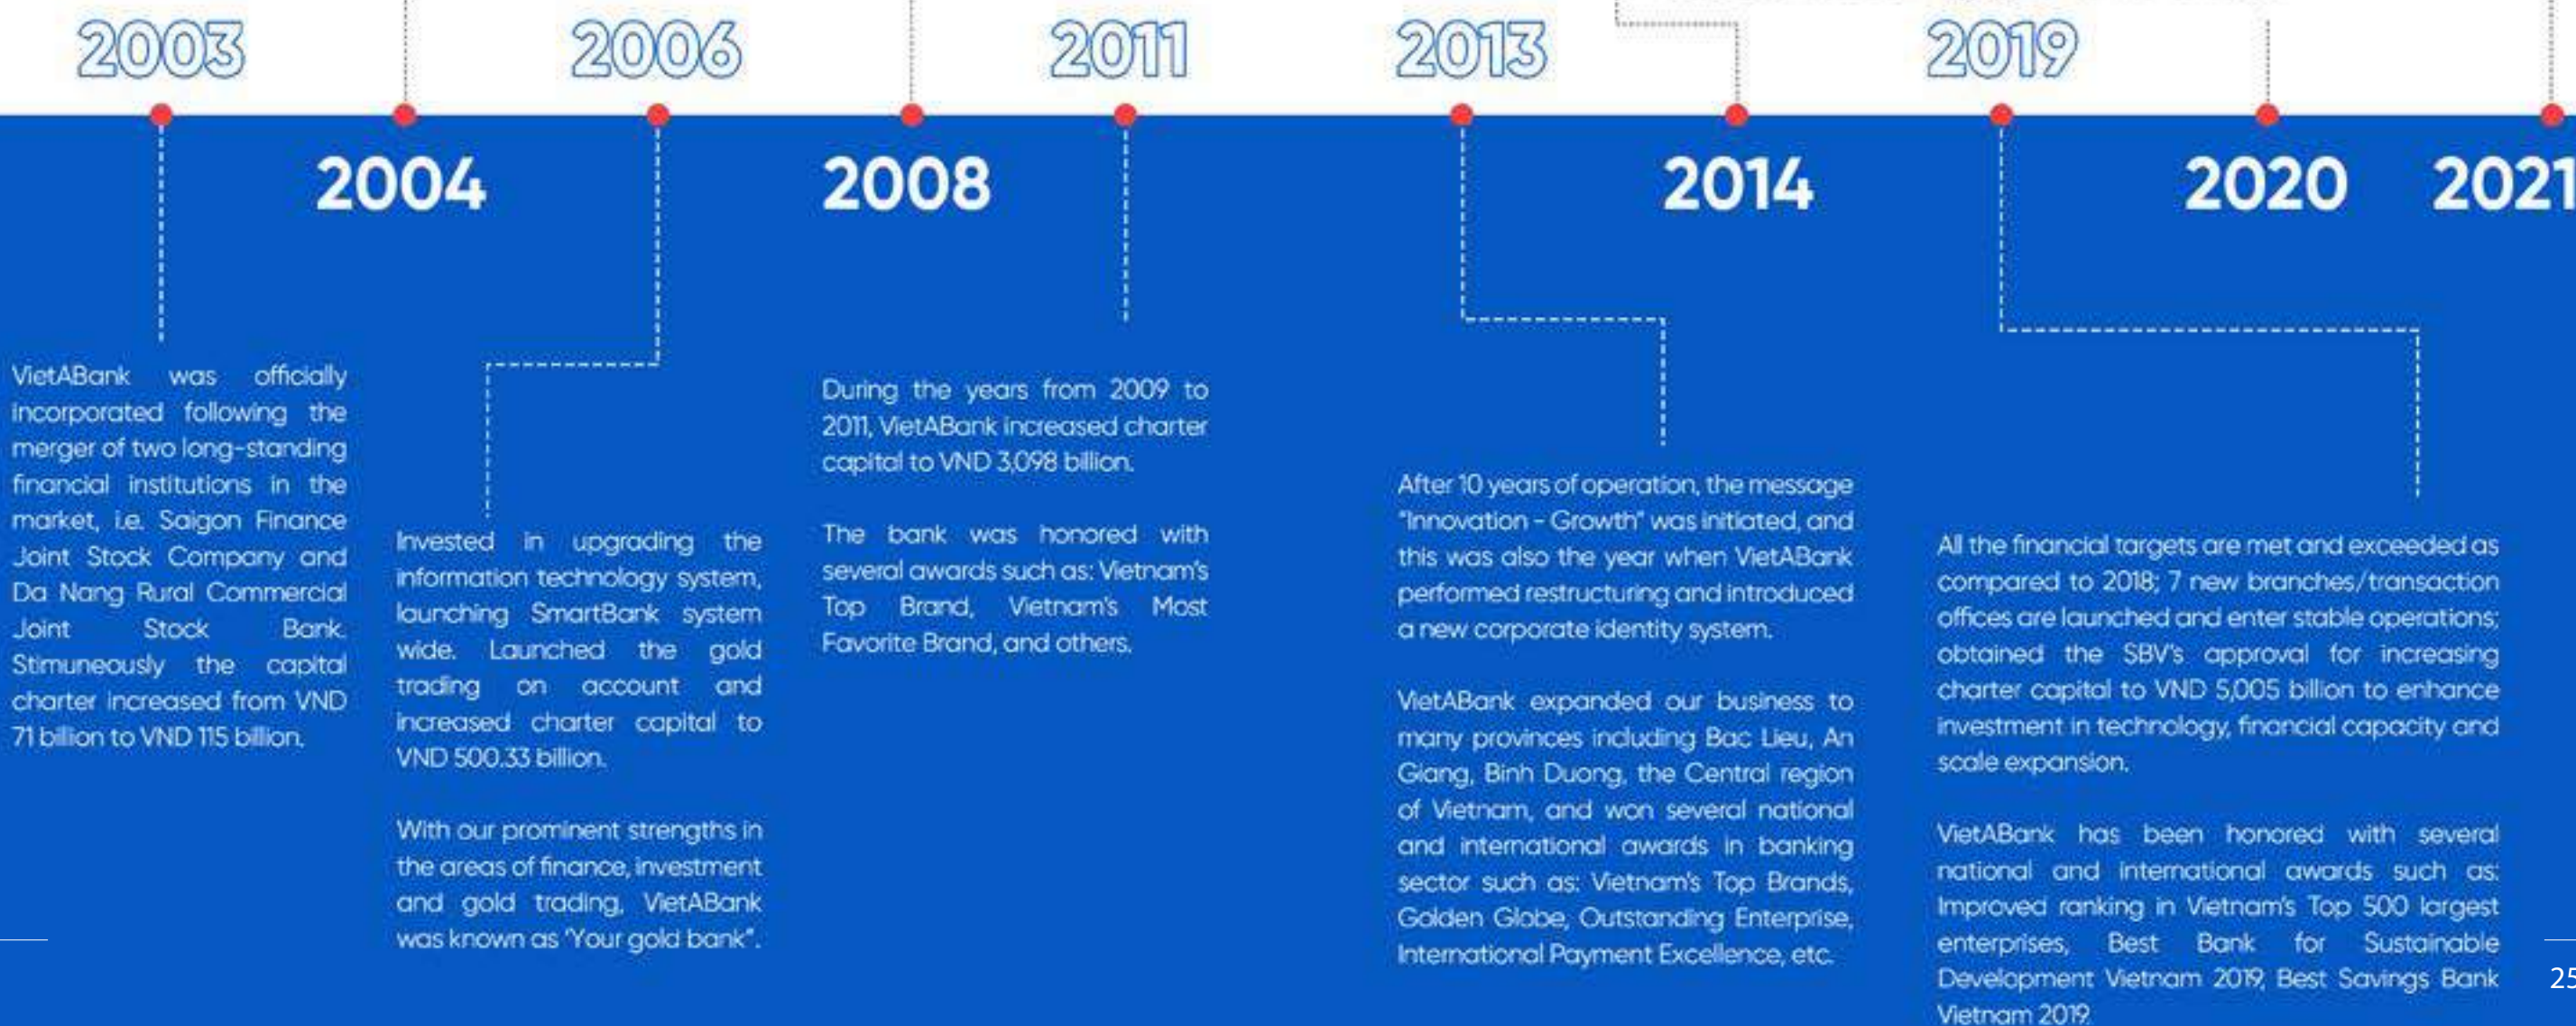 2003
2006
2011
2013
2019
2004
2008
2014
2020
2021
VietABank was officially
incorporated following the
merger of two long-standing
financial institutions in the
market, i.e. Saigon Finance
Joint Stock Company and
Da Nang Rural Commercial
Joint Stock Bank.
Stimuneously the capital
charter increased from VND
71 billion to VND 115 billion.
Invested in upgrading the
information technology system,
launching SmartBank system
wide. Launched the gold
trading on account and
increased charter capital to
VND 500.33 billion.
With our prominent strengths in
the areas of finance, investment
and gold trading, VietABank
was known as "Your gold bank".
During the years from 2009 to
2011, VietABank increased charter
capital to VND 3,098 billion.
The bank was honored with
several awards such as: Vietnam's
Top Brand, Vietnam's Most
Favorite Brand, and others.
After 10 years of operation, the message
"Innovation - Growth" was initiated, and
this was also the year when VietABank
performed restructuring and introduced
a new corporate identity system.
VietABank expanded our business to
many provinces including Bac Lieu, An
Giang, Binh Duong, the Central region
of Vietnam, and won several national
and international awards in banking
sector such as: Vietnam's Top Brands,
Golden Globe, Outstanding Enterprise,
International Payment Excellence, etc.
All the financial targets are met and exceeded as
compared to 2018; 7 new branches/transaction
offices are launched and enter stable operations;
obtained the SBV's approval for increasing
charter capital to VND 5,005 billion to enhance
investment in technology, financial capacity and
scale expansion.
VietABank has been honored with several
national and international awards such as:
Improved ranking in Vietnam's Top 500 largest
enterprises, Best Bank for Sustainable
Development Vietnam 2019, Best Savings Bank
Vietnam 2019.
25